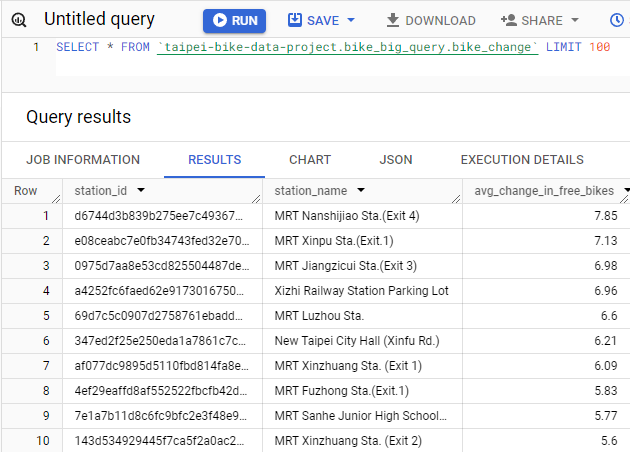 Untitled query RUN SAVE DOWNLOAD SHARE
1 SELECT * FROM `taipei-bike-data-project.bike_big_query.bike_change` LIMIT 100
Query results
JOB INFORMATION RESULTS CHART JSON EXECUTION DETAILS
Row station_id station_name avg_change_in_free_bikes
1 d6744d3b839b275ee7c49367... MRT Nanshijiao Sta.(Exit 4) 7.85
2 e08ceabc7e0fb34743fed32e70... MRT Xinpu Sta.(Exit.1) 7.13
3 0975d7aa8e53cd825504487de... MRT Jiangzicui Sta.(Exit 3) 6.98
4 a4252fc6faed62e9173016750... Xizhi Railway Station Parking Lot 6.96
5 69d7c5c0907d2758761ebadd... MRT Luzhou Sta. 6.6
6 347ed2f25e250eda1a7861c7c... New Taipei City Hall (Xinfu Rd.) 6.21
7 af077dc9895d5110fbd814fa8e... MRT Xinzhuang Sta. (Exit 1) 6.09
8 4ef29eaffd8af552522fbcfb42d... MRT Fuzhong Sta.(Exit.1) 5.83
9 7e1a7b11d8c6fc9bfc2e3f48e9... MRT Sanhe Junior High School... 5.77
10 143d534929445f7ca5f2a0ac2... MRT Xinzhuang Sta. (Exit 2) 5.6